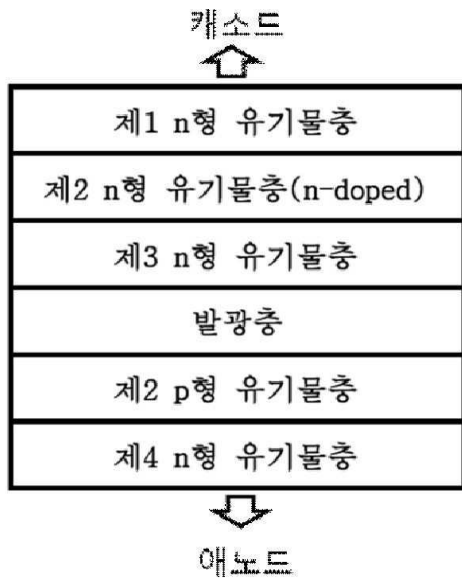 캐소드
제1 n형 유기물층
제2 n형 유기물층(n-doped)
제3 n형 유기물층
발광층
제2 p형 유기물층
제4 n형 유기물층
애노드